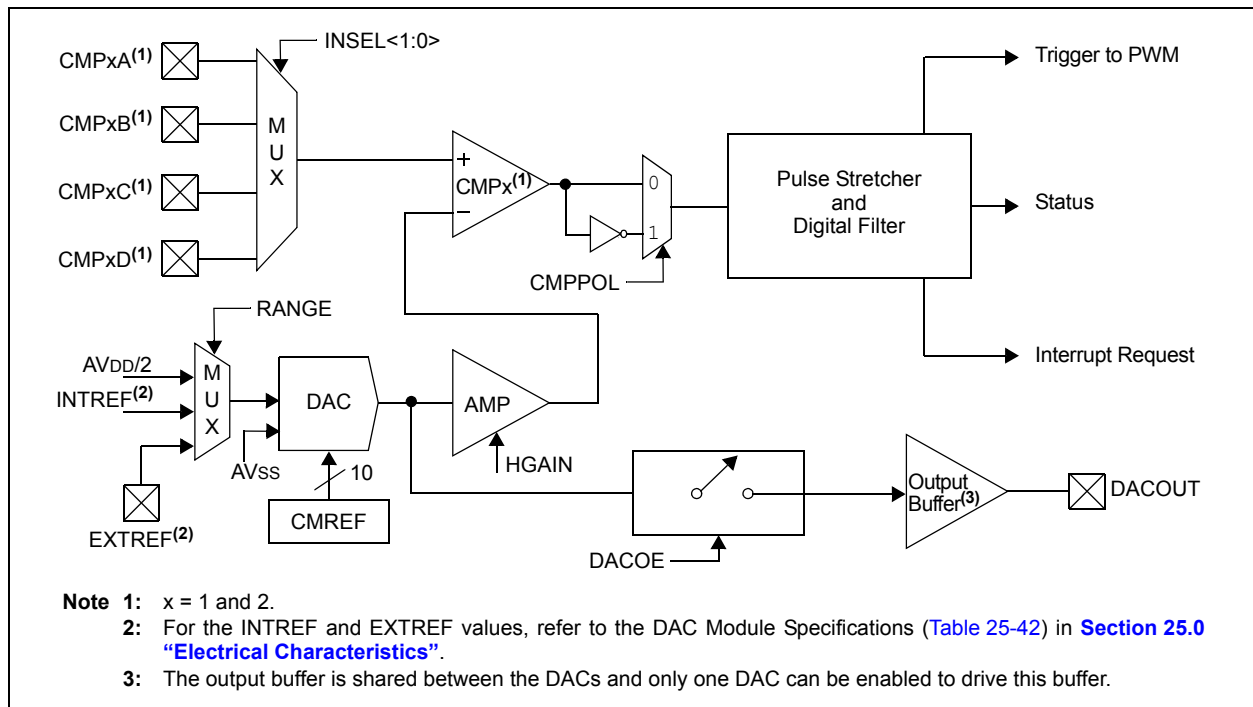 INSEL<1:0>
CMPxA(1)
CMPxB(1)
CMPxC(1)
CMPxD(1)
M
U
X
+
CMPx(1)
–
0
1
CMPPOL
Pulse Stretcher
and
Digital Filter
Trigger to PWM
Status
Interrupt Request
RANGE
AVDD/2
INTREF(2)
EXTREF(2)
M
U
X
AVSS
DAC
10
CMREF
AMP
HGAIN
DACOE
Output
Buffer(3)
DACOUT
Note 1: x = 1 and 2.
2: For the INTREF and EXTREF values, refer to the DAC Module Specifications (Table 25-42) in Section 25.0
“Electrical Characteristics”.
3: The output buffer is shared between the DACs and only one DAC can be enabled to drive this buffer.